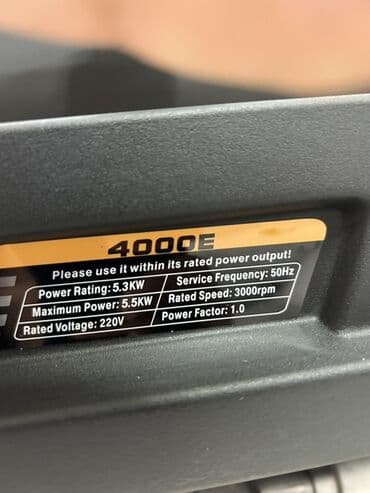 4000E
Please use it within its rated power output!
Power Rating: 5.3KW Service Frequency: 50Hz
Maximum Power: 5.5KW Rated Speed: 3000rpm
Rated Voltage: 220V Power Factor: 1.0